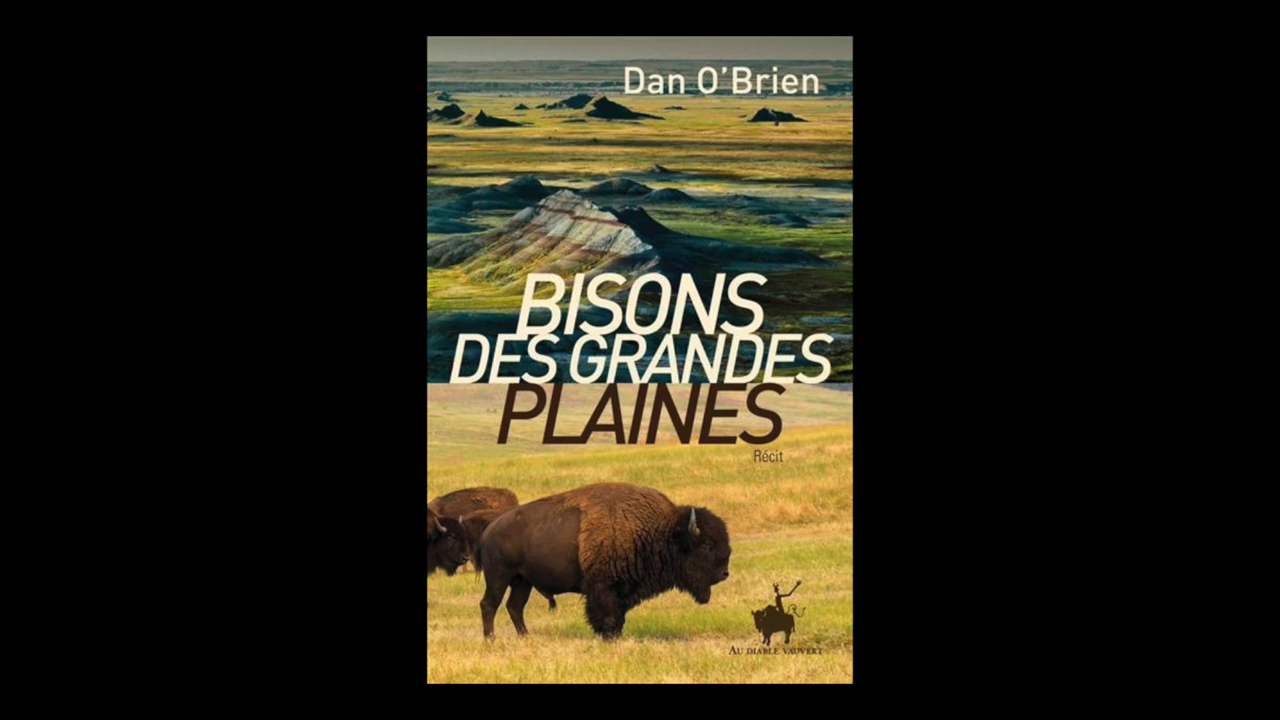 Dan O'Brien
BISONS
DES GRANDES
PLAINES
Récit
AU DIABLE VAUVERT